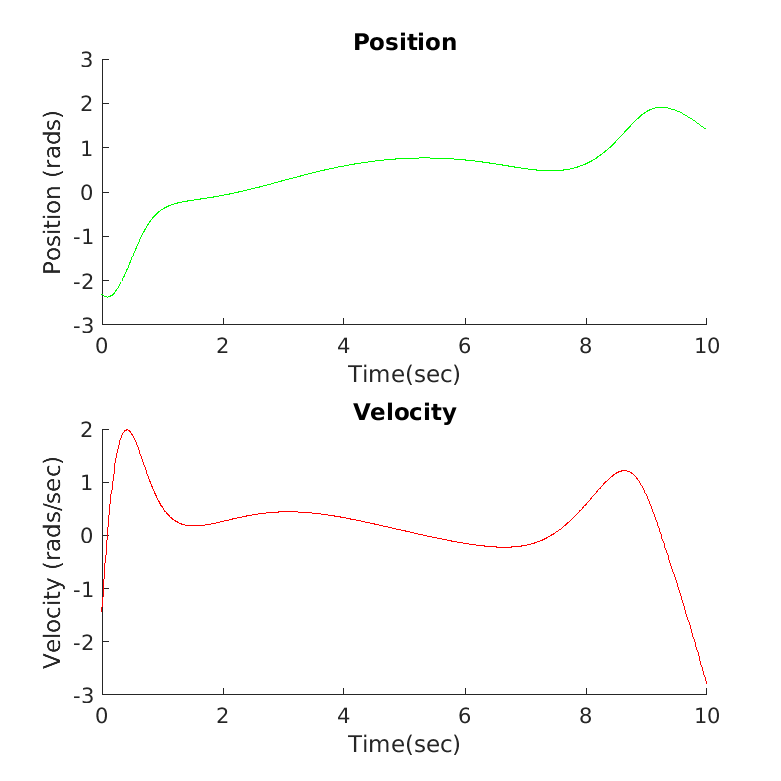 Position
3
2
1
0
-1
-2
-3
Position (rads)
0 2 4 6 8 10
Time(sec)
Velocity
2
1
0
-1
-2
-3
Velocity (rads/sec)
0 2 4 6 8 10
Time(sec)